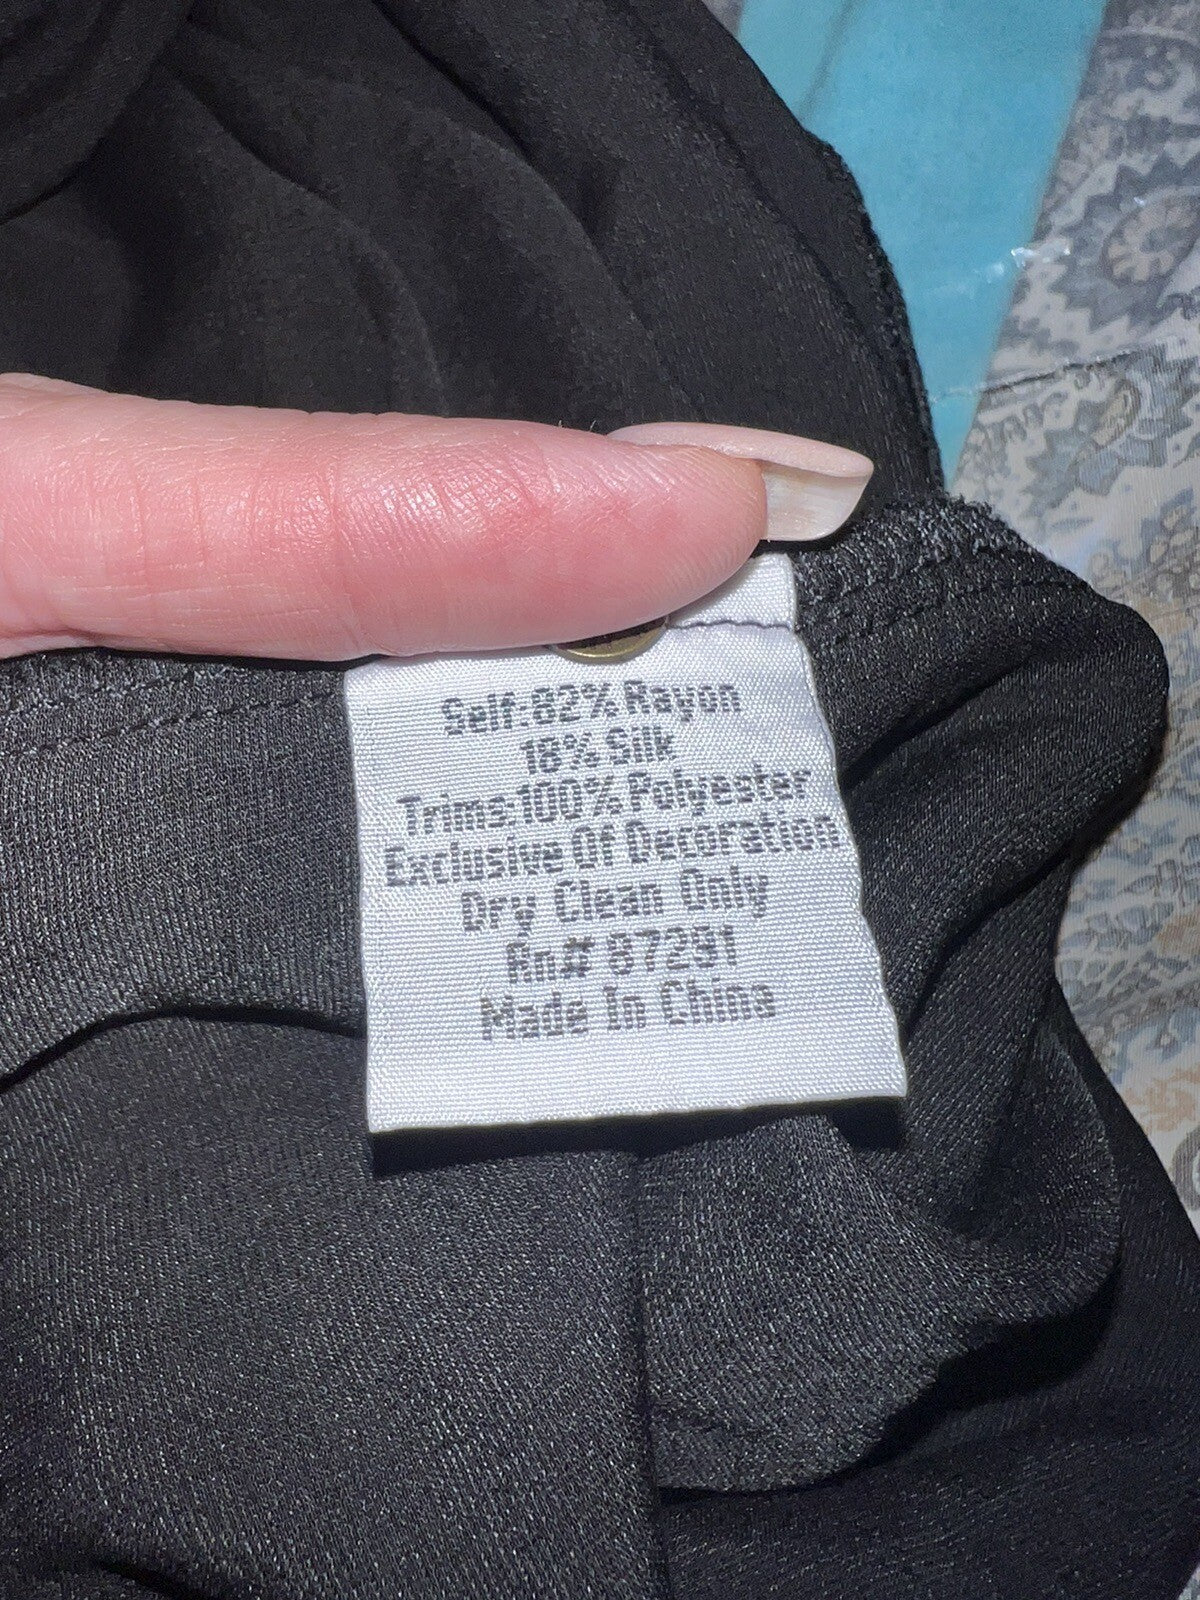 Self:82% Rayon
18% Silk
Trims:100% Polyester
Exclusive Of Decoration
Dry Clean Only
Rn# 87291
Made In China